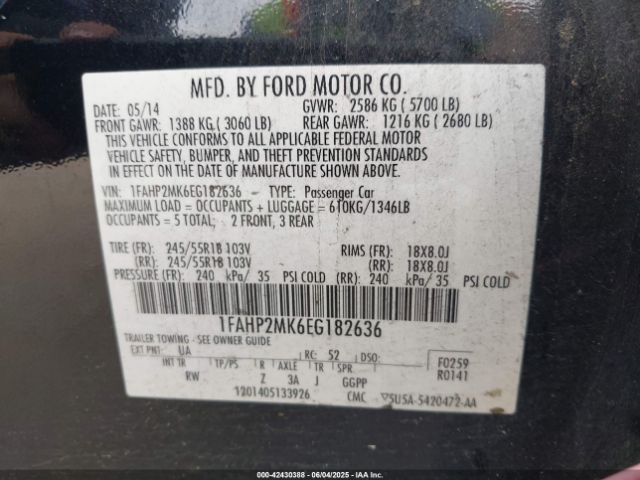 MFD. BY FORD MOTOR CO.
DATE: 05/14 GVWR: 2586 KG ( 5700 LB)
FRONT GAWR: 1388 KG ( 3060 LB) REAR GAWR: 1216 KG ( 2680 LB)
THIS VEHICLE CONFORMS TO ALL APPLICABLE FEDERAL MOTOR
VEHICLE SAFETY, BUMPER, AND THEFT PREVENTION STANDARDS
IN EFFECT ON THE DATE OF MANUFACTURE SHOWN ABOVE.
VIN: 1FAHP2MK6EG182636 TYPE: Passenger Car
MAXIMUM LOAD = OCCUPANTS + LUGGAGE = 610KG/1346LB
OCCUPANTS = 5 TOTAL; 2 FRONT, 3 REAR
TIRE (FR): 245/55R18 103V RIMS (FR): 18X8.0J
(RR): 245/55R18 103V (RR): 18X8.0J
PRESSURE (FR): 240 kPa/ 35 PSI COLD (RR): 240 kPa/ 35 PSI COLD
1FAHP2MK6EG182636
TRAILER TOWING - SEE OWNER GUIDE
EXT PNT: UA RC: 52 DSO: F0259
INT TR TP/PS R AXLE TR SPR R0141
RW Z 3A J GGPP
1201405133926 CMC 5U5A-5420472-AA
00-42430388 - 06/04/2025 - IAA Inc.